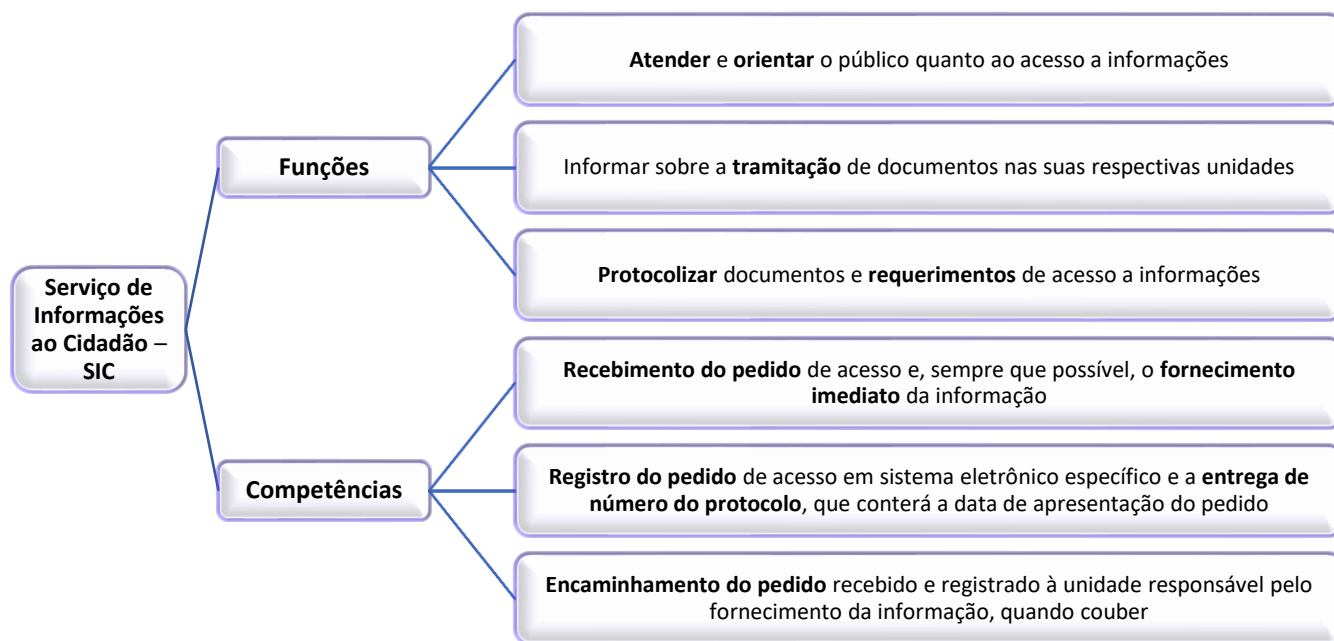 Serviço de
Informações
ao Cidadão –
SIC
Funções
Atender e orientar o público quanto ao acesso a informações
Informar sobre a tramitação de documentos nas suas respectivas unidades
Protocolizar documentos e requerimentos de acesso a informações
Competências
Recebimento do pedido de acesso e, sempre que possível, o fornecimento
imediato da informação
Registro do pedido de acesso em sistema eletrônico específico e a entrega de
número do protocolo, que conterá a data de apresentação do pedido
Encaminhamento do pedido recebido e registrado à unidade responsável pelo
fornecimento da informação, quando couber